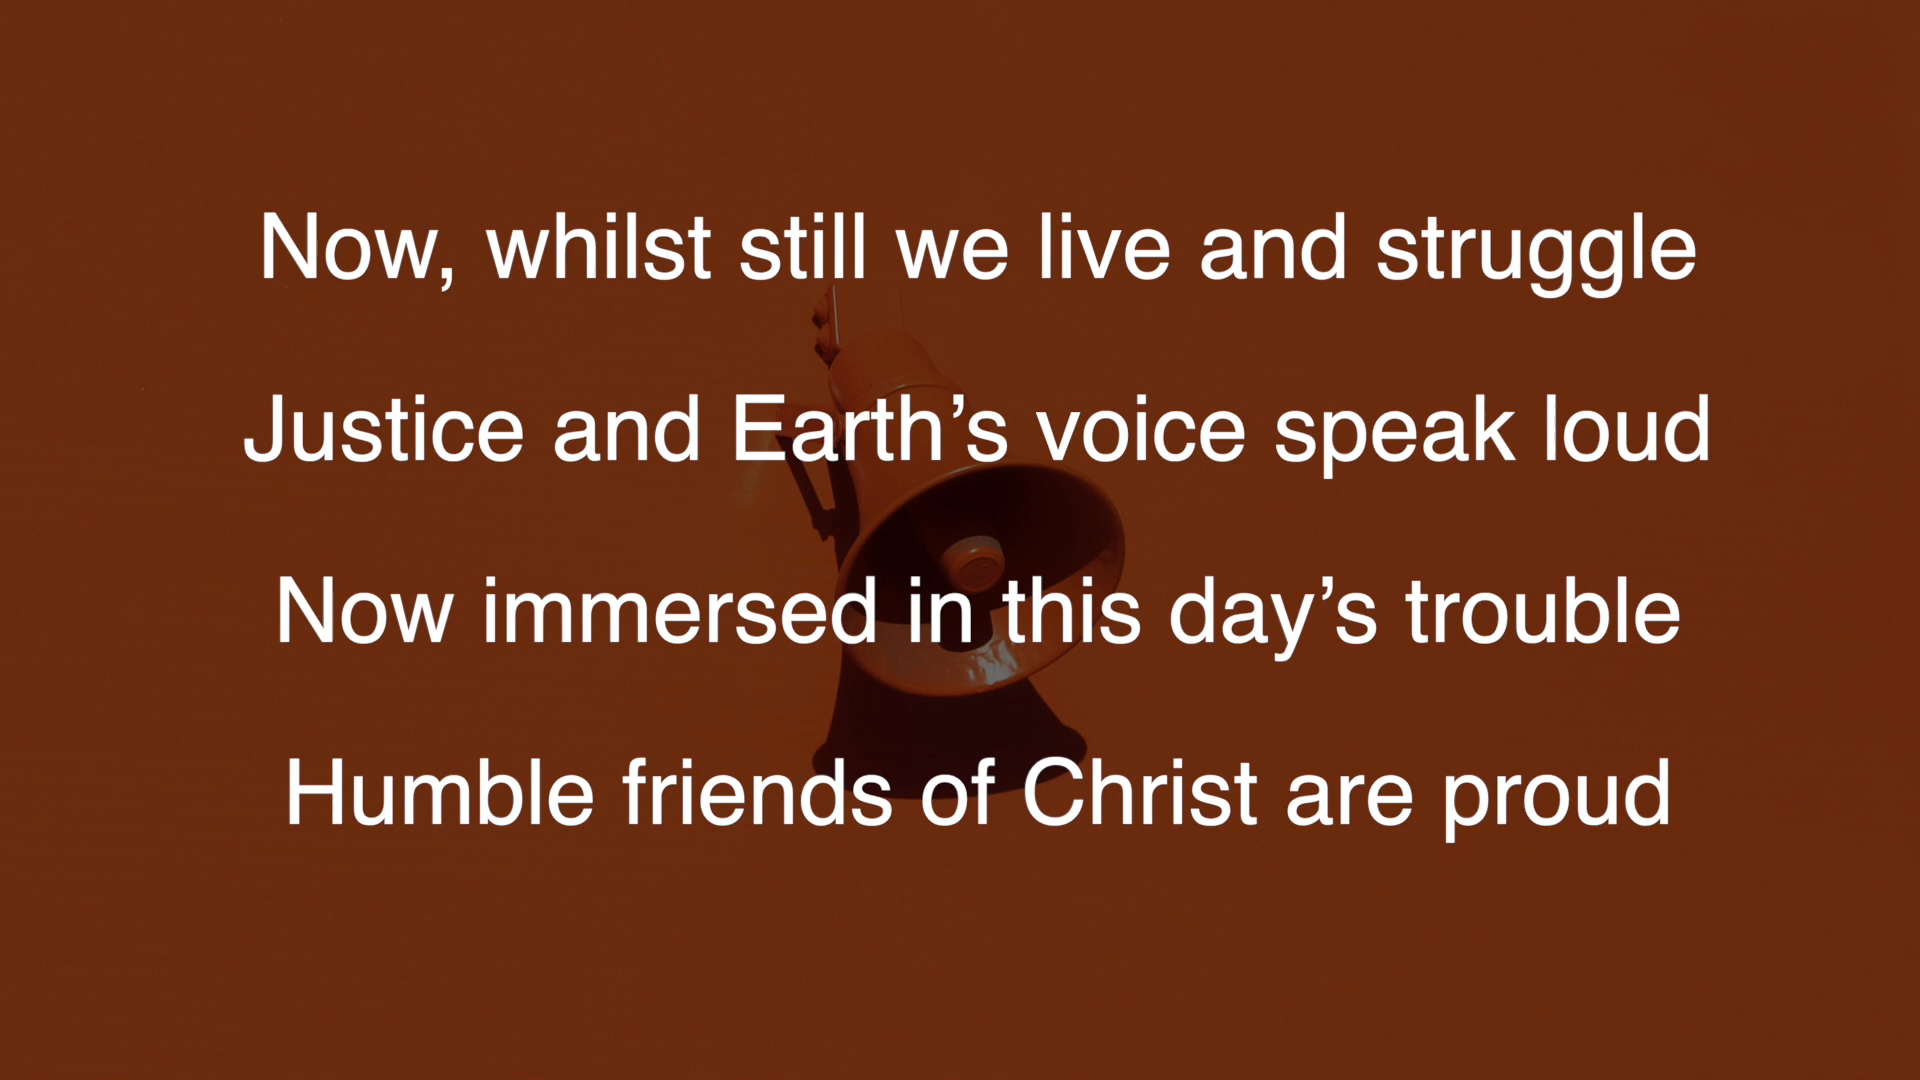 Now, whilst still we live and struggle
Justice and Earth’s voice speak loud
Now immersed in this day’s trouble
Humble friends of Christ are proud